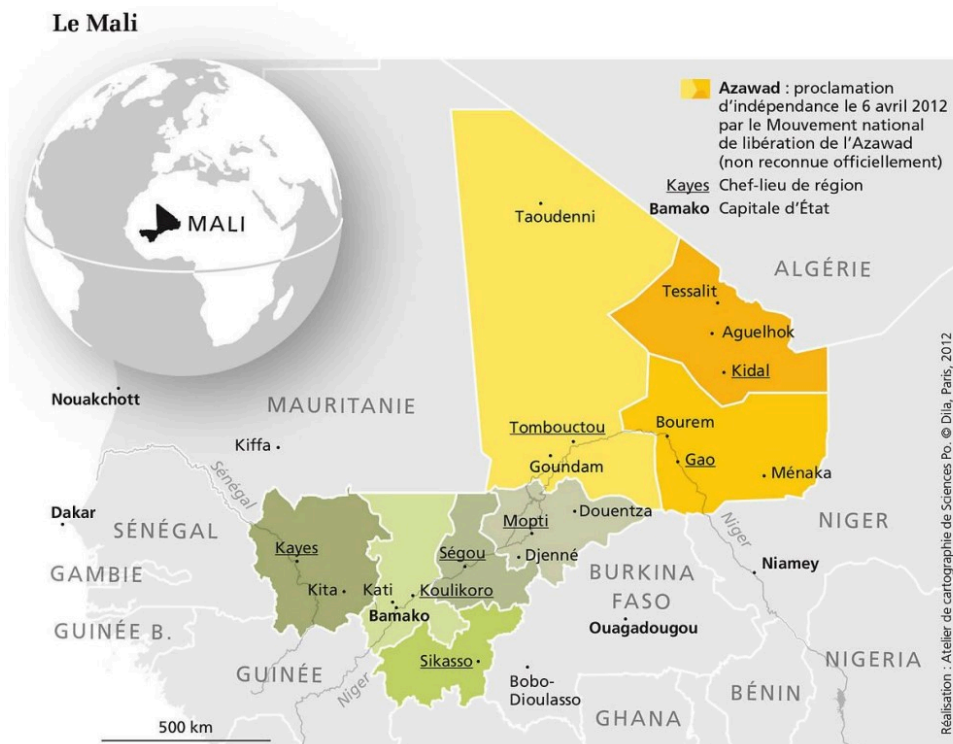 Le Mali
MALI
Azawad : proclamation
d'indépendance le 6 avril 2012
par le Mouvement national
de libération de l'Azawad
(non reconnue officiellement)
Kayes Chef-lieu de région
Bamako Capitale d'État
Taoudenni
ALGÉRIE
Tessalit
Aguelhok
Kidal
Nouakchott
MAURITANIE
Kiffa
Tombouctou
Bourem
Goundam
Gao
Ménaka
Sénégal
Dakar
SÉNÉGAL
Mopti
Douentza
NIGER
Niger
Kayes
Ségou
Djenné
GAMBIE
Kita
Kati
Koulikoro
Bamako
BURKINA
FASO
Niamey
Ouagadougou
GUINÉE B.
GUINÉE
Niger
Sikasso
Bobo-
Dioulasso
GHANA
BÉNIN
NIGERIA
500 km
Réalisation : Atelier de cartographie de Sciences Po. © Dila, Paris, 2012